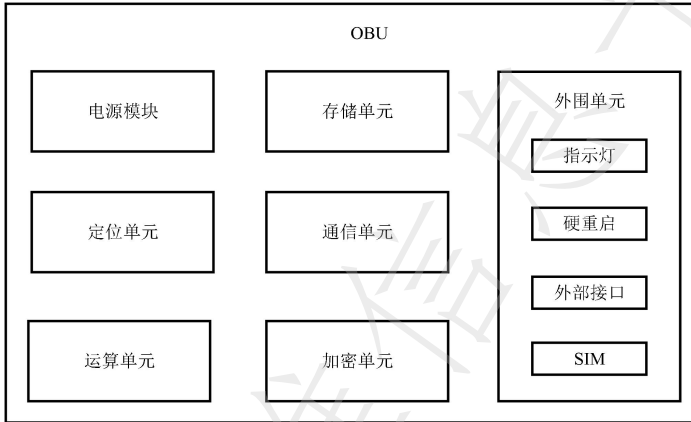 OBU
电源模块
存储单元
外围单元
指示灯
定位单元
通信单元
硬重启
外部接口
运算单元
加密单元
SIM